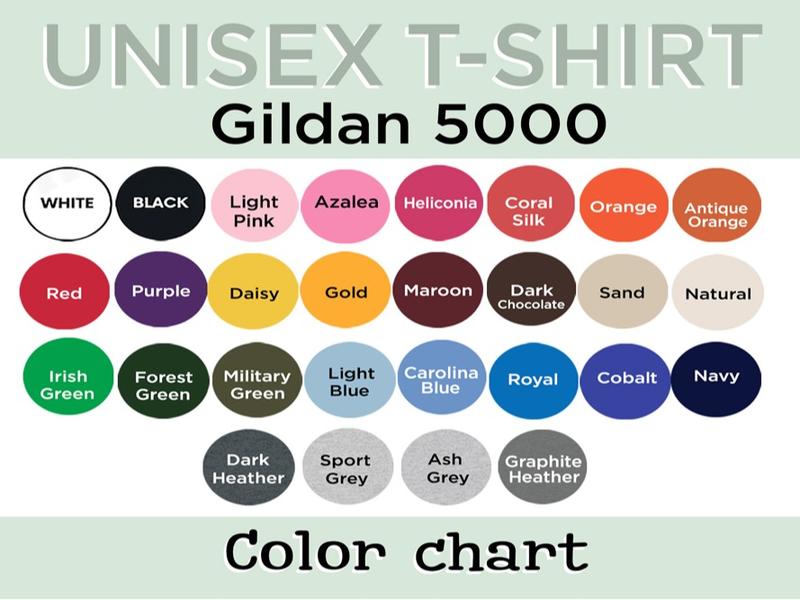 UNISEX T-SHIRT
Gildan 5000
WHITE
BLACK
Light
Pink
Azalea
Heliconia
Coral
Silk
Orange
Antique
Orange
Red
Purple
Daisy
Gold
Maroon
Dark
Chocolate
Sand
Natural
Irish
Green
Forest
Green
Military
Green
Light
Blue
Carolina
Blue
Royal
Cobalt
Navy
Dark
Heather
Sport
Grey
Ash
Grey
Graphite
Heather
Color chart